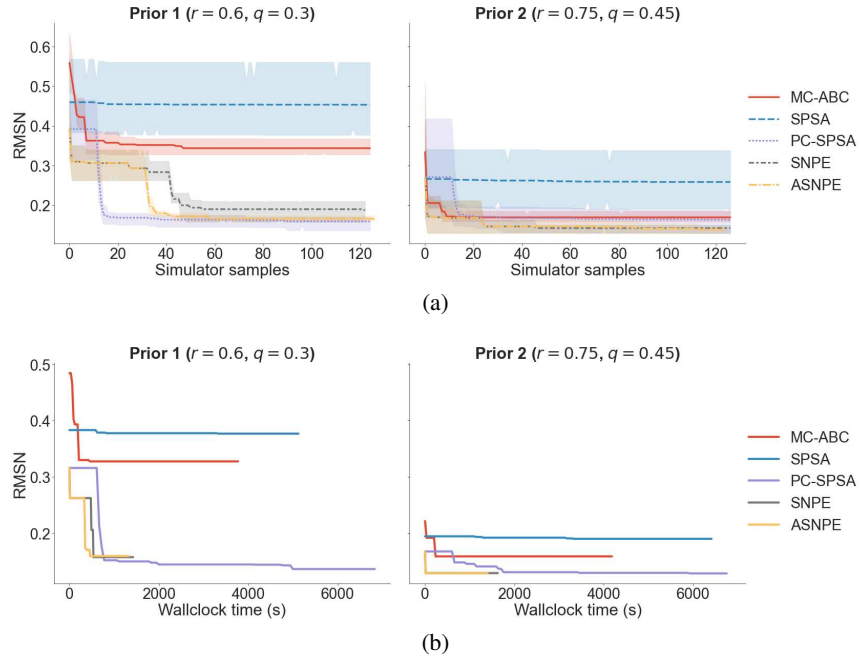 Prior 1 (r = 0.6, q = 0.3)
Prior 2 (r = 0.75, q = 0.45)
RMSN
0.6
0.5
0.4
0.3
0.2
0 20 40 60 80 100 120
Simulator samples
0 20 40 60 80 100 120
Simulator samples
MC-ABC
SPSA
PC-SPSA
SNPE
ASNPE
(a)
Prior 1 (r = 0.6, q = 0.3)
Prior 2 (r = 0.75, q = 0.45)
RMSN
0.5
0.4
0.3
0.2
0 2000 4000 6000
Wallclock time (s)
0 2000 4000 6000
Wallclock time (s)
MC-ABC
SPSA
PC-SPSA
SNPE
ASNPE
(b)